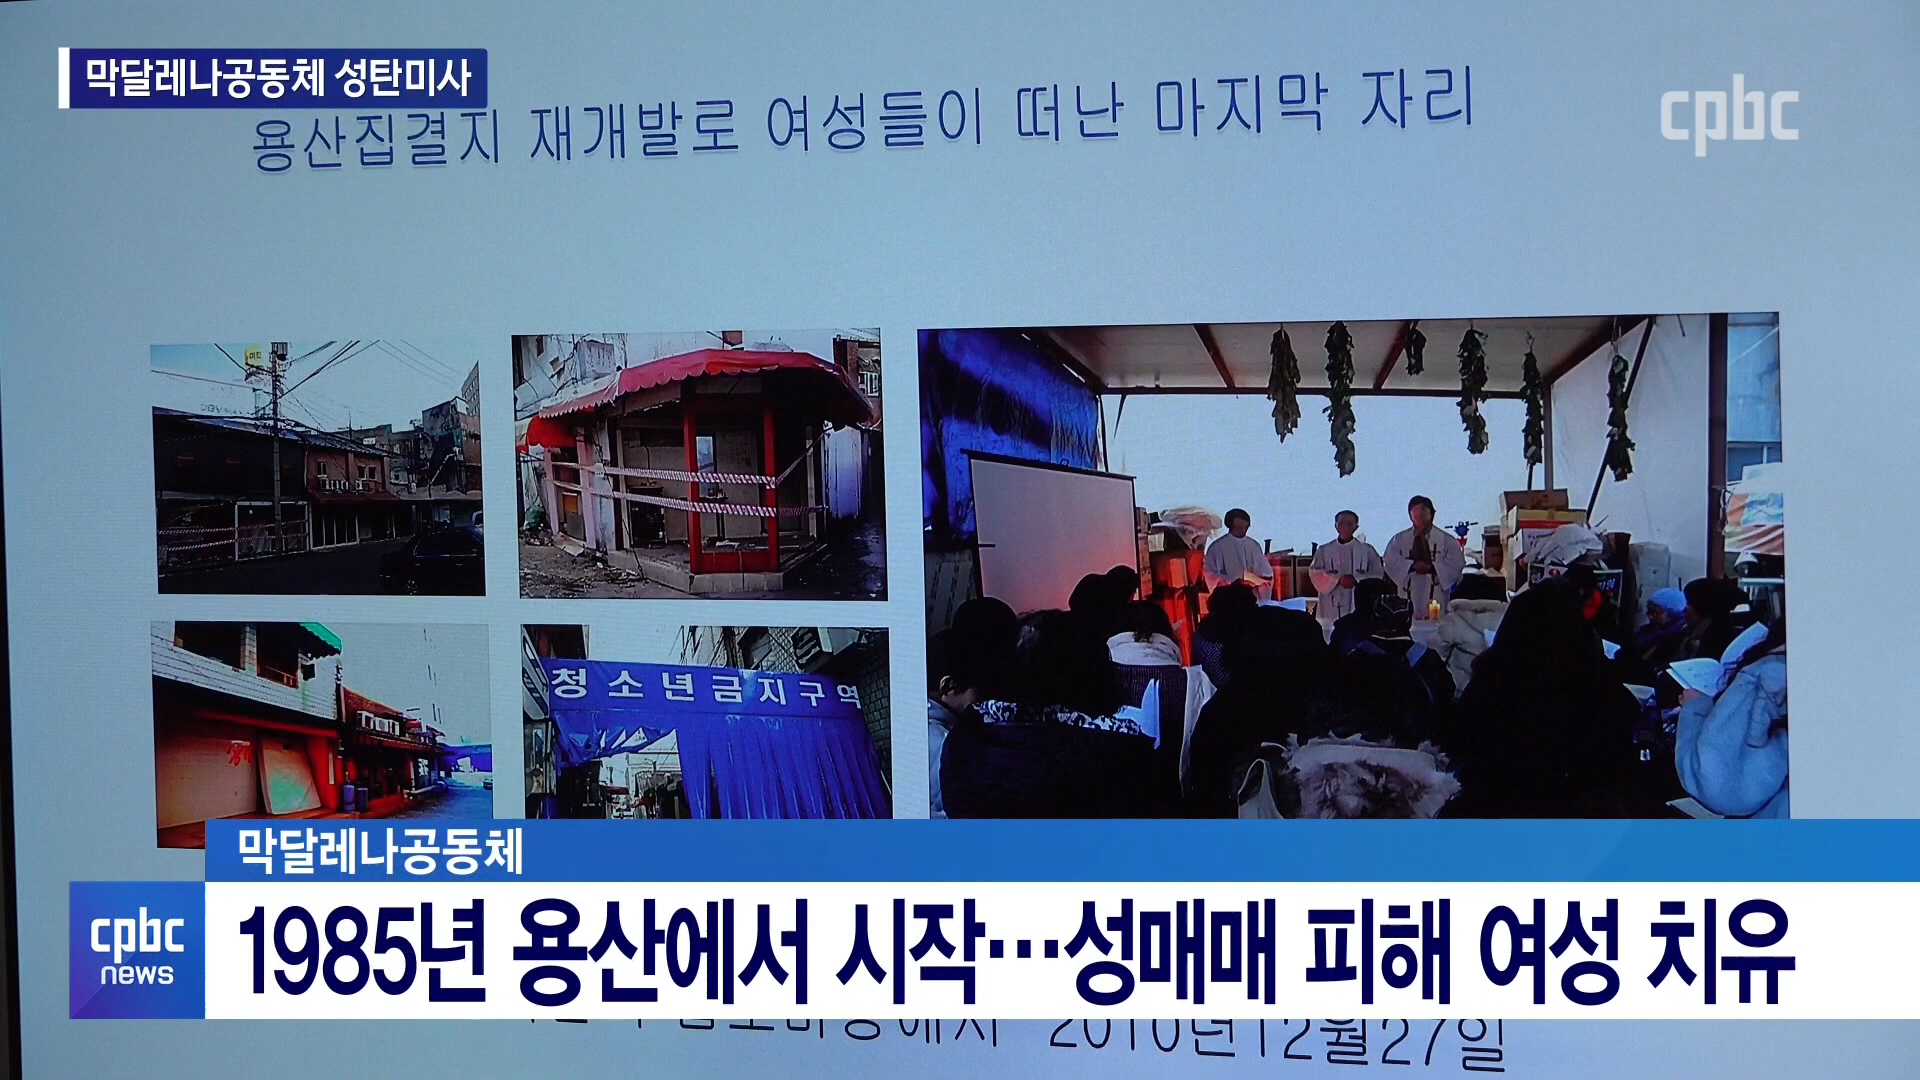 막달레나공동체 성탄미사
cpbc
용산집결지 재개발로 여성들이 떠난 마지막 자리
청소년금지구역
막달레나공동체
cpbc
news
1985년 용산에서 시작…성매매 피해 여성 치유
2010년12월27일